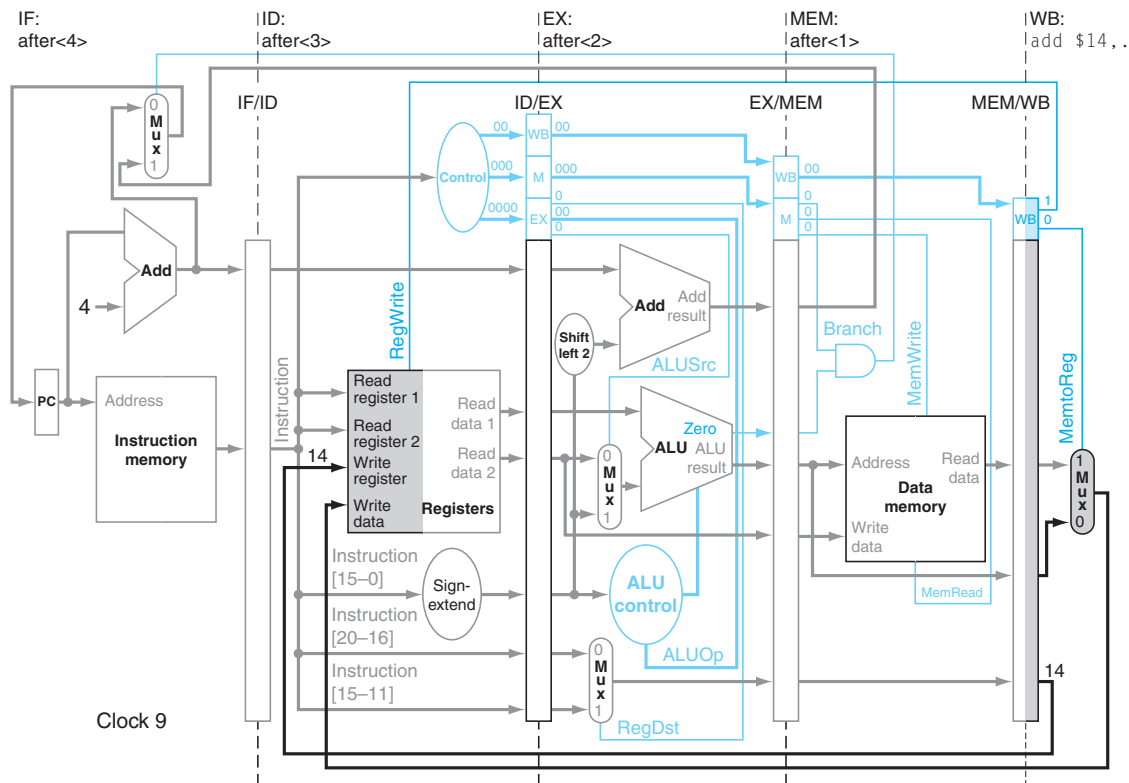 IF:
after<4>
ID:
after<3>
EX:
after<2>
MEM:
after<1>
WB:
add $14,.
IF/ID
ID/EX
EX/MEM
MEM/WB
0
Mux
1
Control
00
000
0000
WB
M
EX
00
000
0
00
0
WB
M
00
0
0
0
WB
1
0
Add
4
RegWrite
Shift
left 2
Add
Add
result
ALUSrc
Branch
MemWrite
MemtoReg
PC
Address
Instruction
memory
Instruction
Read
register 1
Read
register 2
14
Write
register
Write
data
Read
data 1
Read
data 2
Registers
0
Mux
1
Zero
ALU
ALU
result
Address
Read
data
Data
memory
Write
data
1
Mux
0
Instruction
[15–0]
Sign-
extend
ALU
control
MemRead
Instruction
[20–16]
ALUOp
0
Mux
1
Instruction
[15–11]
14
RegDst
Clock 9